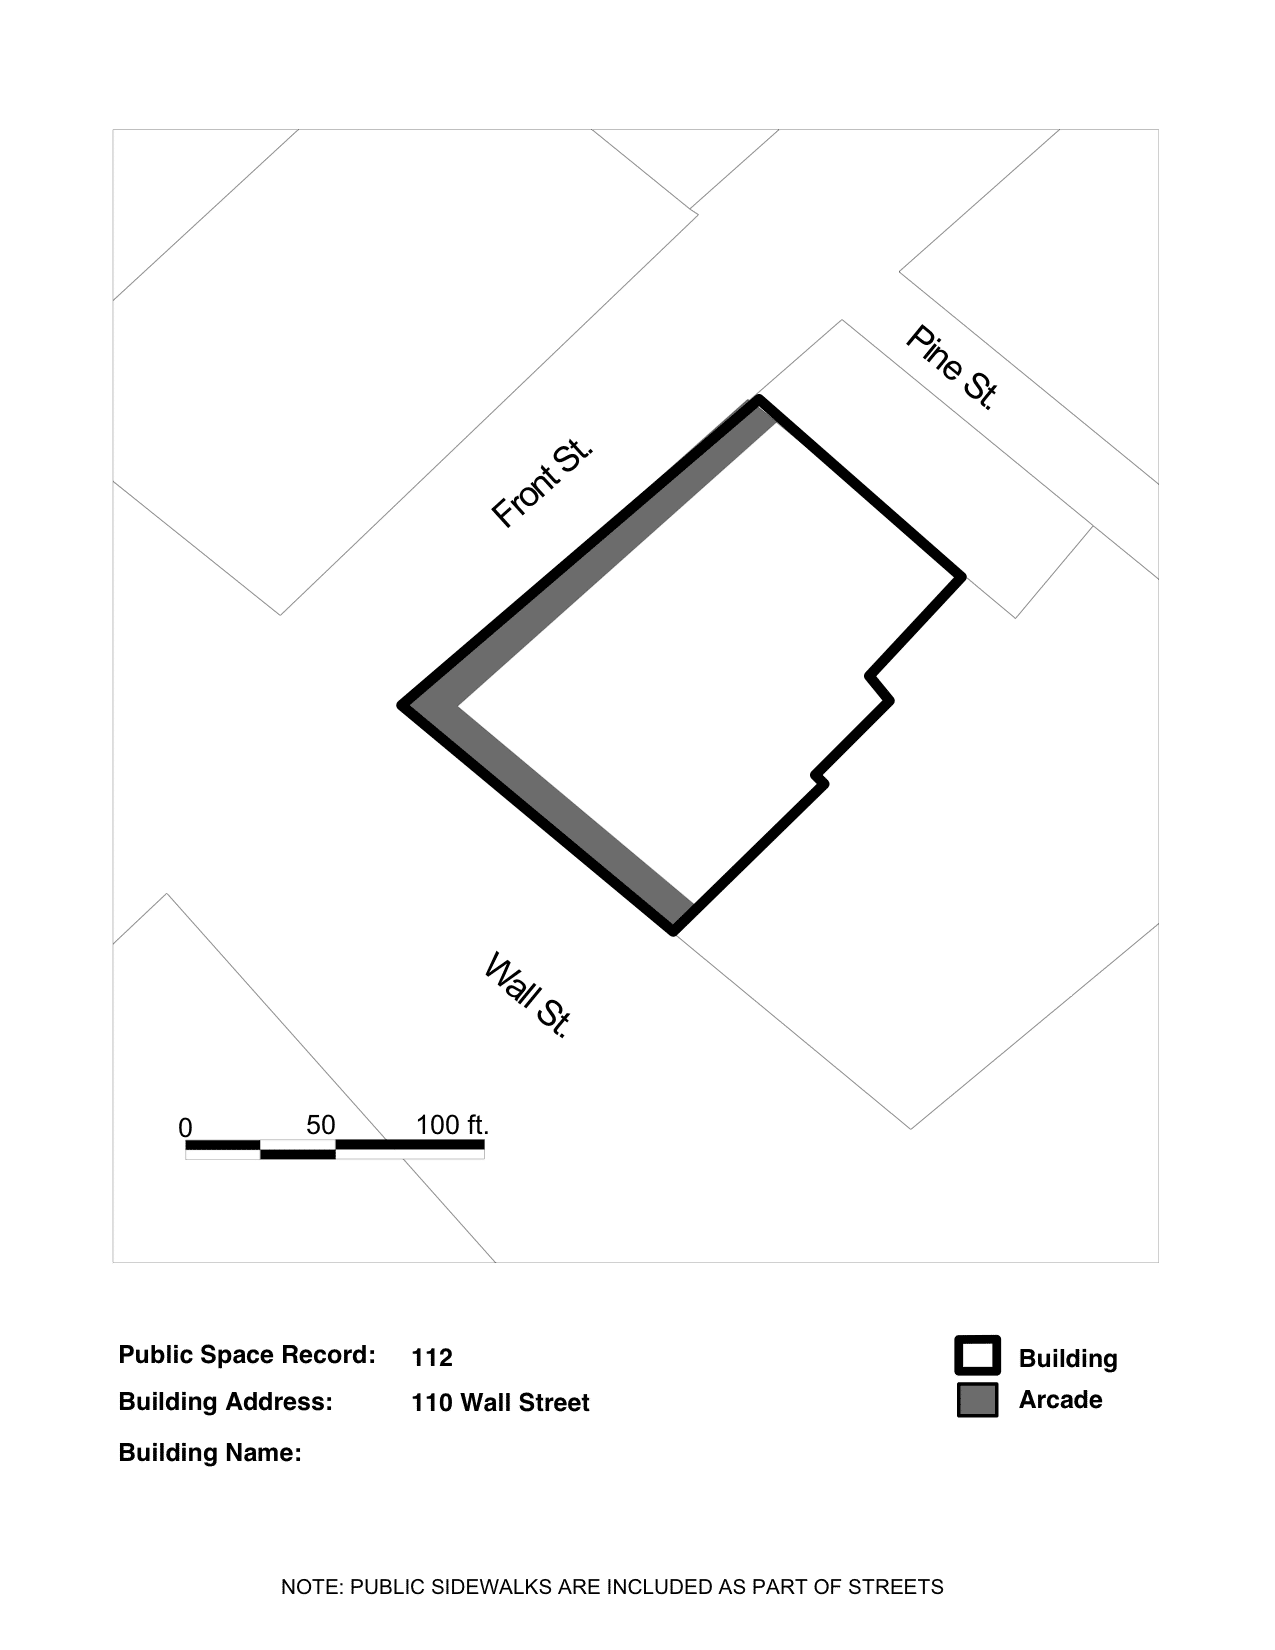 Pine St.
Front St.
Wall St.
0 50 100 ft.
Public Space Record: 112
Building Address: 110 Wall Street
Building Name:
Building
Arcade
NOTE: PUBLIC SIDEWALKS ARE INCLUDED AS PART OF STREETS